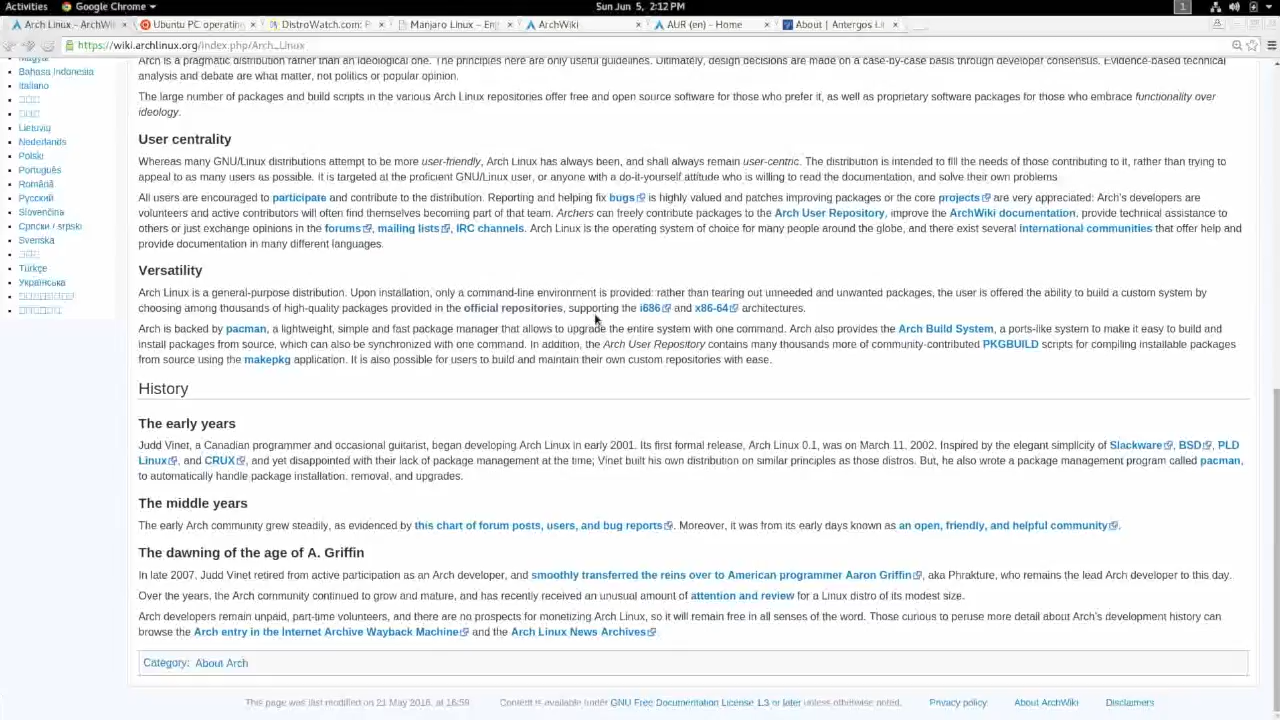 Activities
Google Chrome
Sun Jun 5, 2:12 PM
1
Arch Linux - ArchWi
Ubuntu PC operatin
DistroWatch.com: P
Manjaro Linux – Enj
ArchWiki
AUR (en) - Home
About | Antergos Li
https://wiki.archlinux.org/index.php/Arch_Linux
Magyar
Bahasa Indonesia
Italiano
Lietuvių
Nederlands
Polski
Português
Română
Русский
Slovenčina
Српски / srpski
Svenska
Türkçe
Українська
Arch is a pragmatic distribution rather than an ideological one. The principles here are only useful guidelines. Ultimately, design decisions are made on a case-by-case basis through developer consensus. Evidence-based technical
analysis and debate are what matter, not politics or popular opinion.
The large number of packages and build scripts in the various Arch Linux repositories offer free and open source software for those who prefer it, as well as proprietary software packages for those who embrace functionality over
ideology.
User centrality
Whereas many GNU/Linux distributions attempt to be more user-friendly, Arch Linux has always been, and shall always remain user-centric. The distribution is intended to fill the needs of those contributing to it, rather than trying to
appeal to as many users as possible. It is targeted at the proficient GNU/Linux user, or anyone with a do-it-yourself attitude who is willing to read the documentation, and solve their own problems.
All users are encouraged to participate and contribute to the distribution. Reporting and helping fix bugs is highly valued and patches improving packages or the core projects are very appreciated: Arch's developers are
volunteers and active contributors will often find themselves becoming part of that team. Archers can freely contribute packages to the Arch User Repository, improve the ArchWiki documentation, provide technical assistance to
others or just exchange opinions in the forums, mailing lists, IRC channels. Arch Linux is the operating system of choice for many people around the globe, and there exist several international communities that offer help and
provide documentation in many different languages.
Versatility
Arch Linux is a general-purpose distribution. Upon installation, only a command-line environment is provided: rather than tearing out unneeded and unwanted packages, the user is offered the ability to build a custom system by
choosing among thousands of high-quality packages provided in the official repositories, supporting the i686 and x86-64 architectures.
Arch is backed by pacman, a lightweight, simple and fast package manager that allows to upgrade the entire system with one command. Arch also provides the Arch Build System, a ports-like system to make it easy to build and
install packages from source, which can also be synchronized with one command. In addition, the Arch User Repository contains many thousands more of community-contributed PKGBUILD scripts for compiling installable packages
from source using the makepkg application. It is also possible for users to build and maintain their own custom repositories with ease.
History
The early years
Judd Vinet, a Canadian programmer and occasional guitarist, began developing Arch Linux in early 2001. Its first formal release, Arch Linux 0.1, was on March 11, 2002. Inspired by the elegant simplicity of Slackware, BSD, PLD
Linux, and CRUX, and yet disappointed with their lack of package management at the time; Vinet built his own distribution on similar principles as those distros. But, he also wrote a package management program called pacman,
to automatically handle package installation, removal, and upgrades.
The middle years
The early Arch community grew steadily, as evidenced by this chart of forum posts, users, and bug reports. Moreover, it was from its early days known as an open, friendly, and helpful community.
The dawning of the age of A. Griffin
In late 2007, Judd Vinet retired from active participation as an Arch developer, and smoothly transferred the reins over to American programmer Aaron Griffin, aka Phrakture, who remains the lead Arch developer to this day.
Over the years, the Arch community continued to grow and mature, and has recently received an unusual amount of attention and review for a Linux distro of its modest size.
Arch developers remain unpaid, part-time volunteers, and there are no prospects for monetizing Arch Linux, so it will remain free in all senses of the word. Those curious to peruse more detail about Arch's development history can
browse the Arch entry in the Internet Archive Wayback Machine and the Arch Linux News Archives.
Category: About Arch
This page was last modified on 21 May 2016, at 16:59.
Content is available under GNU Free Documentation License 1.3 or later unless otherwise noted.
Privacy policy
About ArchWiki
Disclaimers